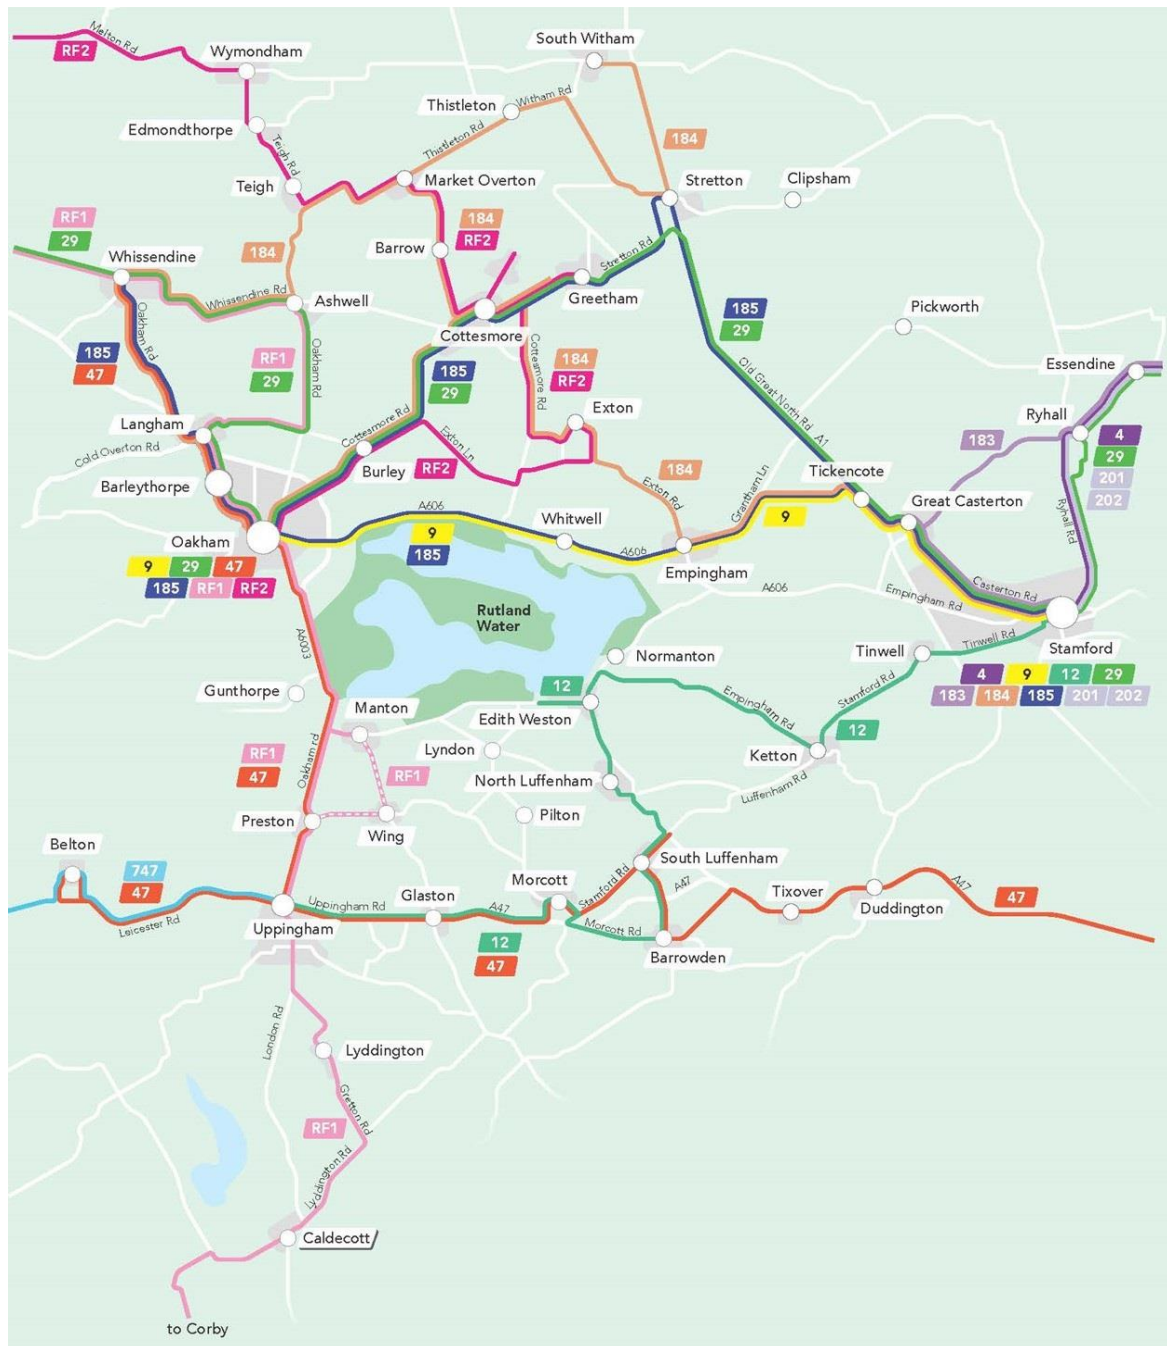 Melton Rd
RF2
Wymondham
South Witham
Edmondthorpe
Teigh Rd
Thistleton
Witham Rd
Thistleton Rd
184
Teigh
Market Overton
Stretton
Clipsham
RF1
29
Whissendine
184
Barrow
184
RF2
Stretton Rd
Whissendine Rd
Ashwell
Greetham
Oakham Rd
Cottesmore
185
29
Pickworth
185
47
RF1
29
Oakham Rd
185
29
Cottesmore Rd
184
RF2
Old Great North Rd
A1
Essendine
Langham
Cold Overton Rd
Cottesmore Rd
Exton
Exton Ln
Ryhall
4
29
201
202
183
Barleythorpe
Burley
RF2
184
Exton Rd
Grantham Ln
Tickencote
Great Casterton
Ryhall Rd
A606
9
185
Whitwell
9
Oakham
9
29
47
185
RF1
RF2
A606
Empingham
A606
Empingham Rd
Casterton Rd
Rutland
Water
A6003
Normanton
Tinwell
Tinwell Rd
Stamford
4
9
12
29
183
184
185
201
202
Gunthorpe
Manton
12
Edith Weston
Empingham Rd
Stamford Rd
12
Ketton
RF1
47
Oakham rd
RF1
Lyndon
North Luffenham
Luffenham Rd
Preston
Wing
Pilton
Belton
747
47
Leicester Rd
Uppingham Rd
Uppingham
Glaston
A47
12
47
Morcott
Stamford Rd
South Luffenham
A47
Morcott Rd
Barrowden
Tixover
Duddington
A47
47
London Rd
Lyddington
Gretton Rd
RF1
Lyddington Rd
Caldecott
to Corby